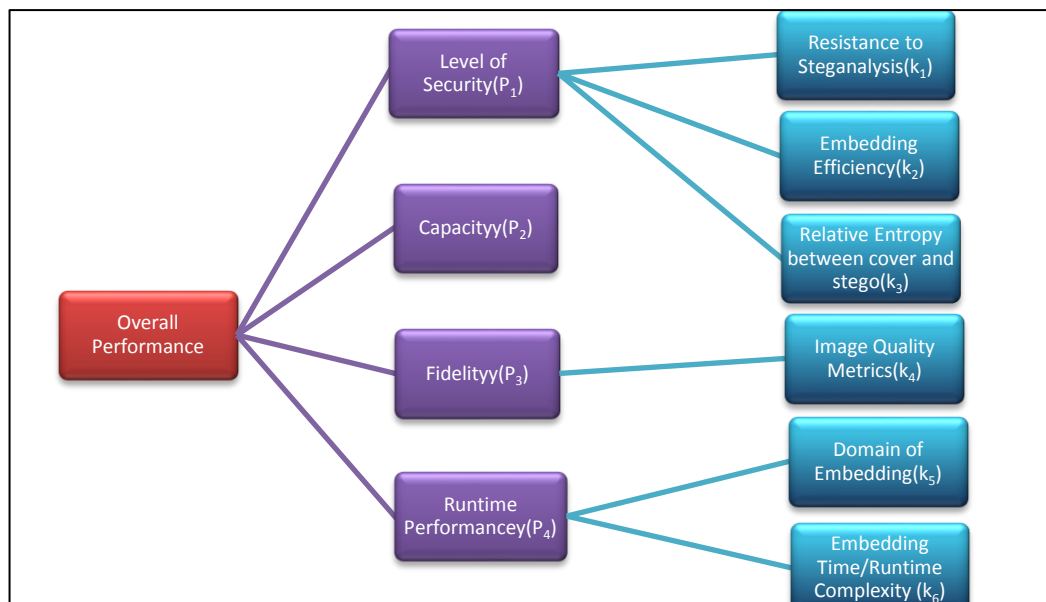 Overall
Performance
Level of
Security(P₁)
Capacityy(P₂)
Fidelityy(P₃)
Runtime
Performancey(P₄)
Resistance to
Steganalysis(k₁)
Embedding
Efficiency(k₂)
Relative Entropy
between cover and
stego(k₃)
Image Quality
Metrics(k₄)
Domain of
Embedding(k₅)
Embedding
Time/Runtime
Complexity (k₆)